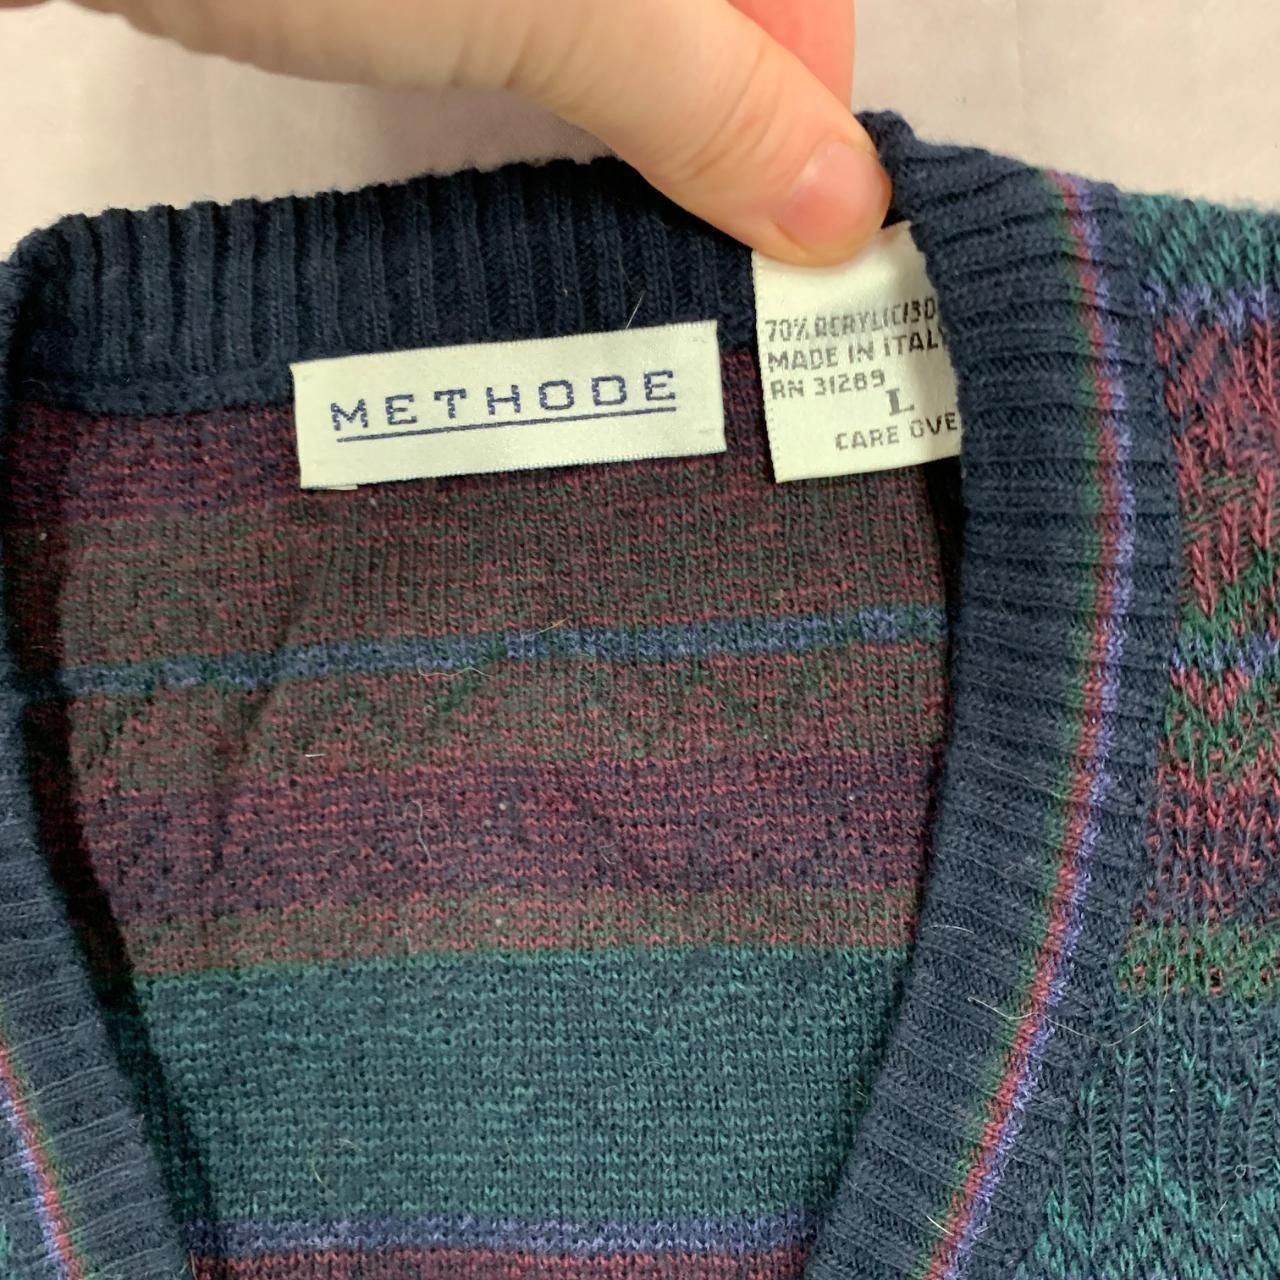 METHODE
70% ACRYLIC/30
MADE IN ITALY
RN 31289
L
CARE OVE